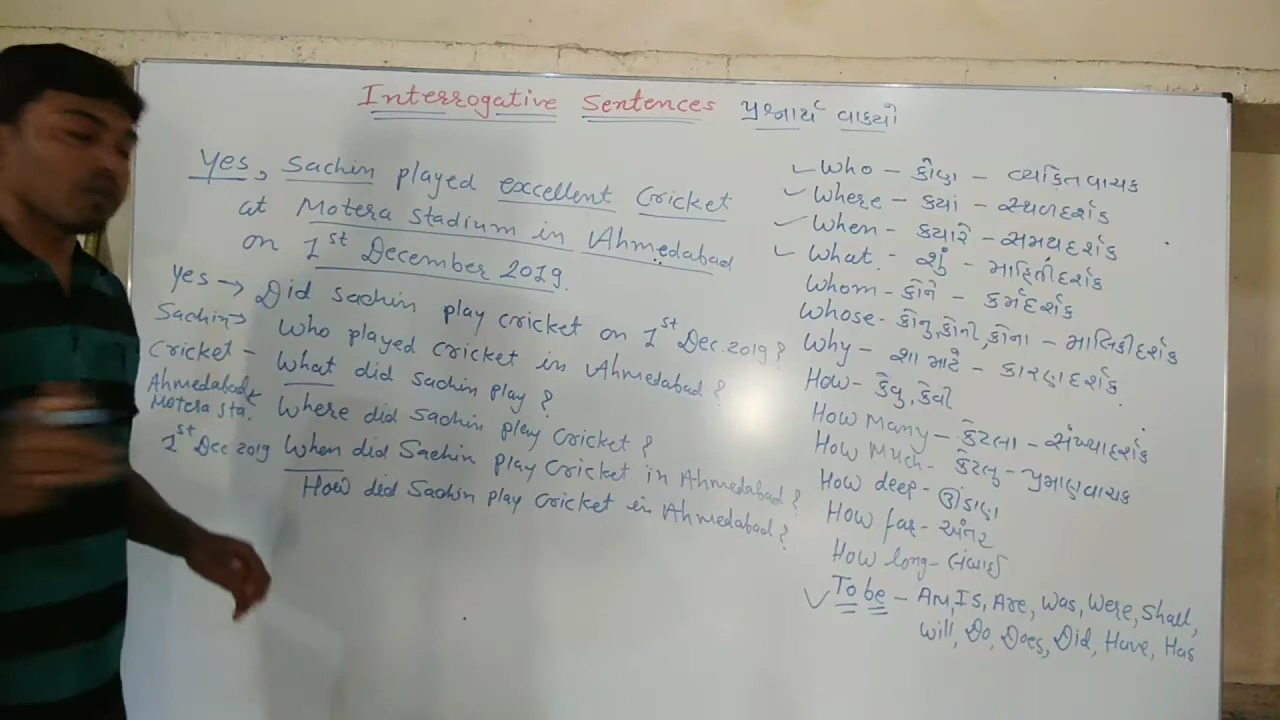 Interrogative Sentences પ્રશ્નાર્થ વાકયો
Yes, Sachin played excellent Cricket
at Motera Stadium in Ahmedabad
on 1st December 2019.
Yes → Did Sachin play cricket on 1st Dec. 2019?
Sachin → Who played cricket in Ahmedabad?
Cricket - What did Sachin play?
Ahmedabad
Motera sta. Where did Sachin play Cricket?
1st Dec 2019 When did Sachin play Cricket in Ahmedabad?
How did Sachin play Cricket in Ahmedabad?
✓ Who - કોણ - વ્યકિતવાચક
✓ Where - કયાં - સ્થળદર્શક
✓ When - કયારે - સમયદર્શક
✓ What - શું - માહિતીદર્શક
Whom - કોને - કર્મદર્શક
Whose - કોનુ, કોની, કોના - માલિકીદર્શક
Why - શા માટે - કારણદર્શક
How - કેવુ, કેવી
How Many - કેટલા - સંખ્યાદર્શક
How Much - કેટલુ - પ્રમાણવાચક
How deep - ઊંડાણ
How far - અંતર
How long - લંબાઈ
✓ To be - Am, Is, Are, Was, Were, Shall,
Will, Do, Does, Did, Have, Has